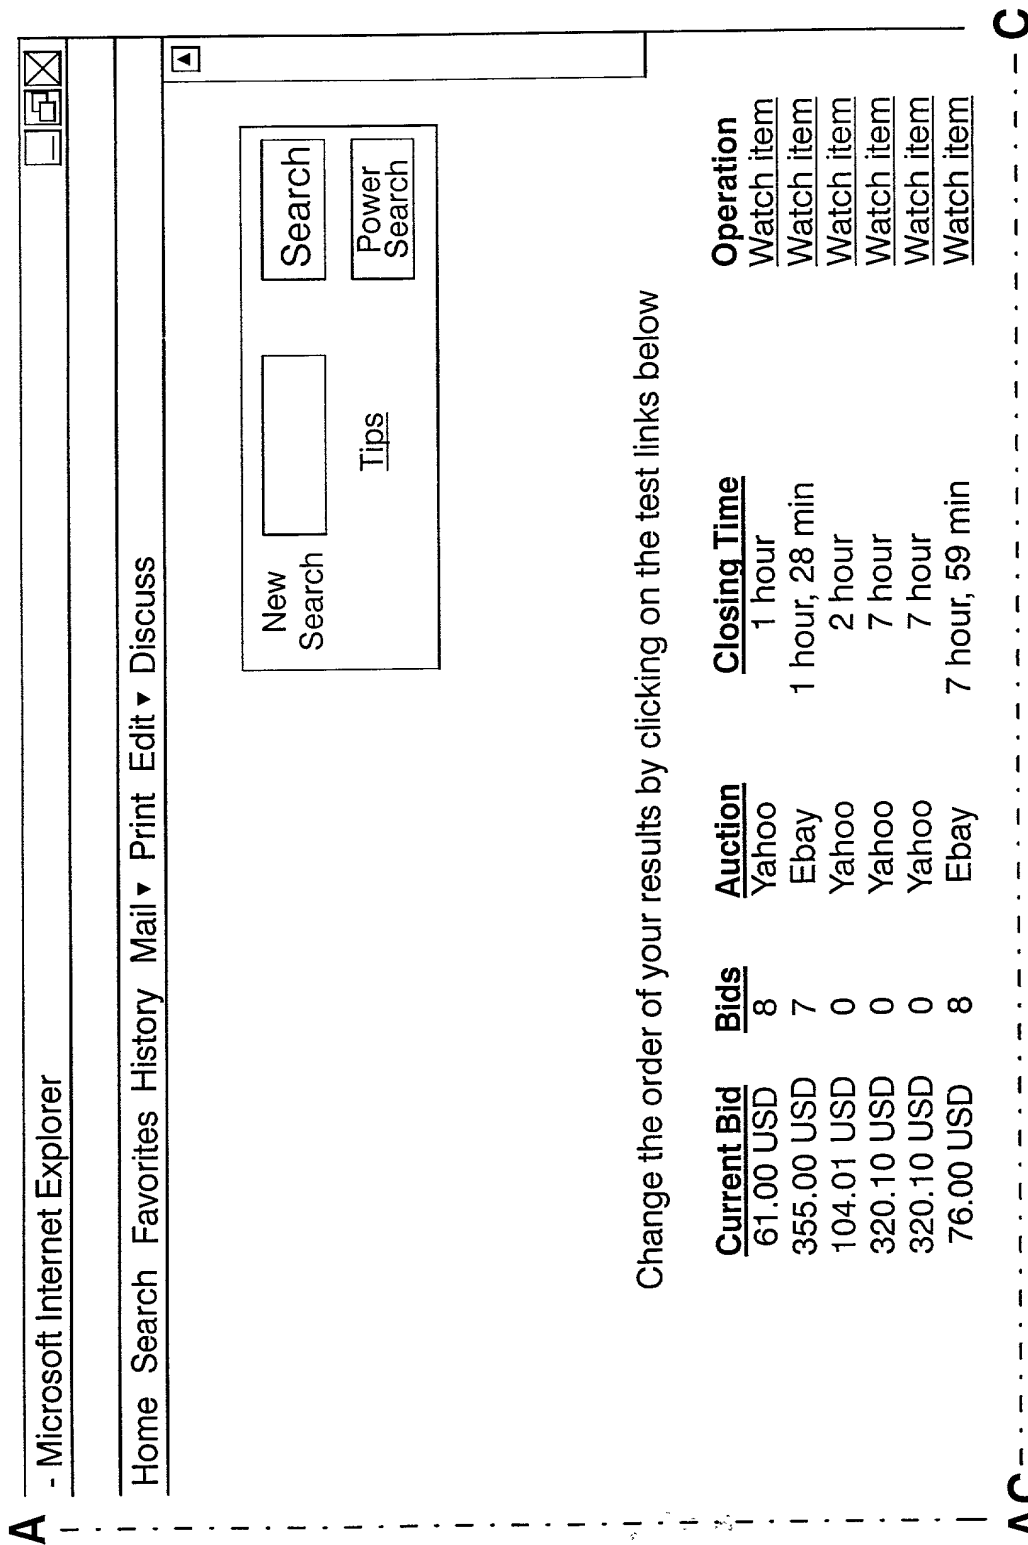 A
- Microsoft Internet Explorer
Home Search Favorites History Mail▾ Print Edit▾ Discuss
New Search
Search
Tips
Power Search
Change the order of your results by clicking on the test links below
Current Bid Bids Auction Closing Time Operation
61.00 USD 8 Yahoo 1 hour Watch item
355.00 USD 7 Ebay 1 hour, 28 min Watch item
104.01 USD 0 Yahoo 2 hour Watch item
320.10 USD 0 Yahoo 7 hour Watch item
320.10 USD 0 Yahoo 7 hour Watch item
76.00 USD 8 Ebay 7 hour, 59 min Watch item
A C C